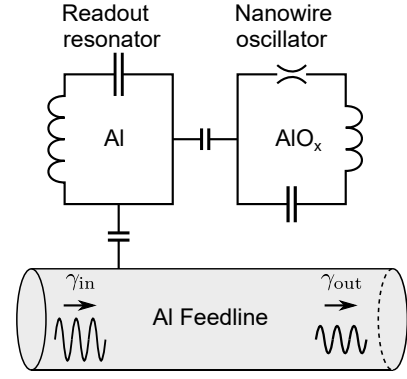 Readout
resonator
Nanowire
oscillator
Al
AlOₓ
γin
γout
Al Feedline